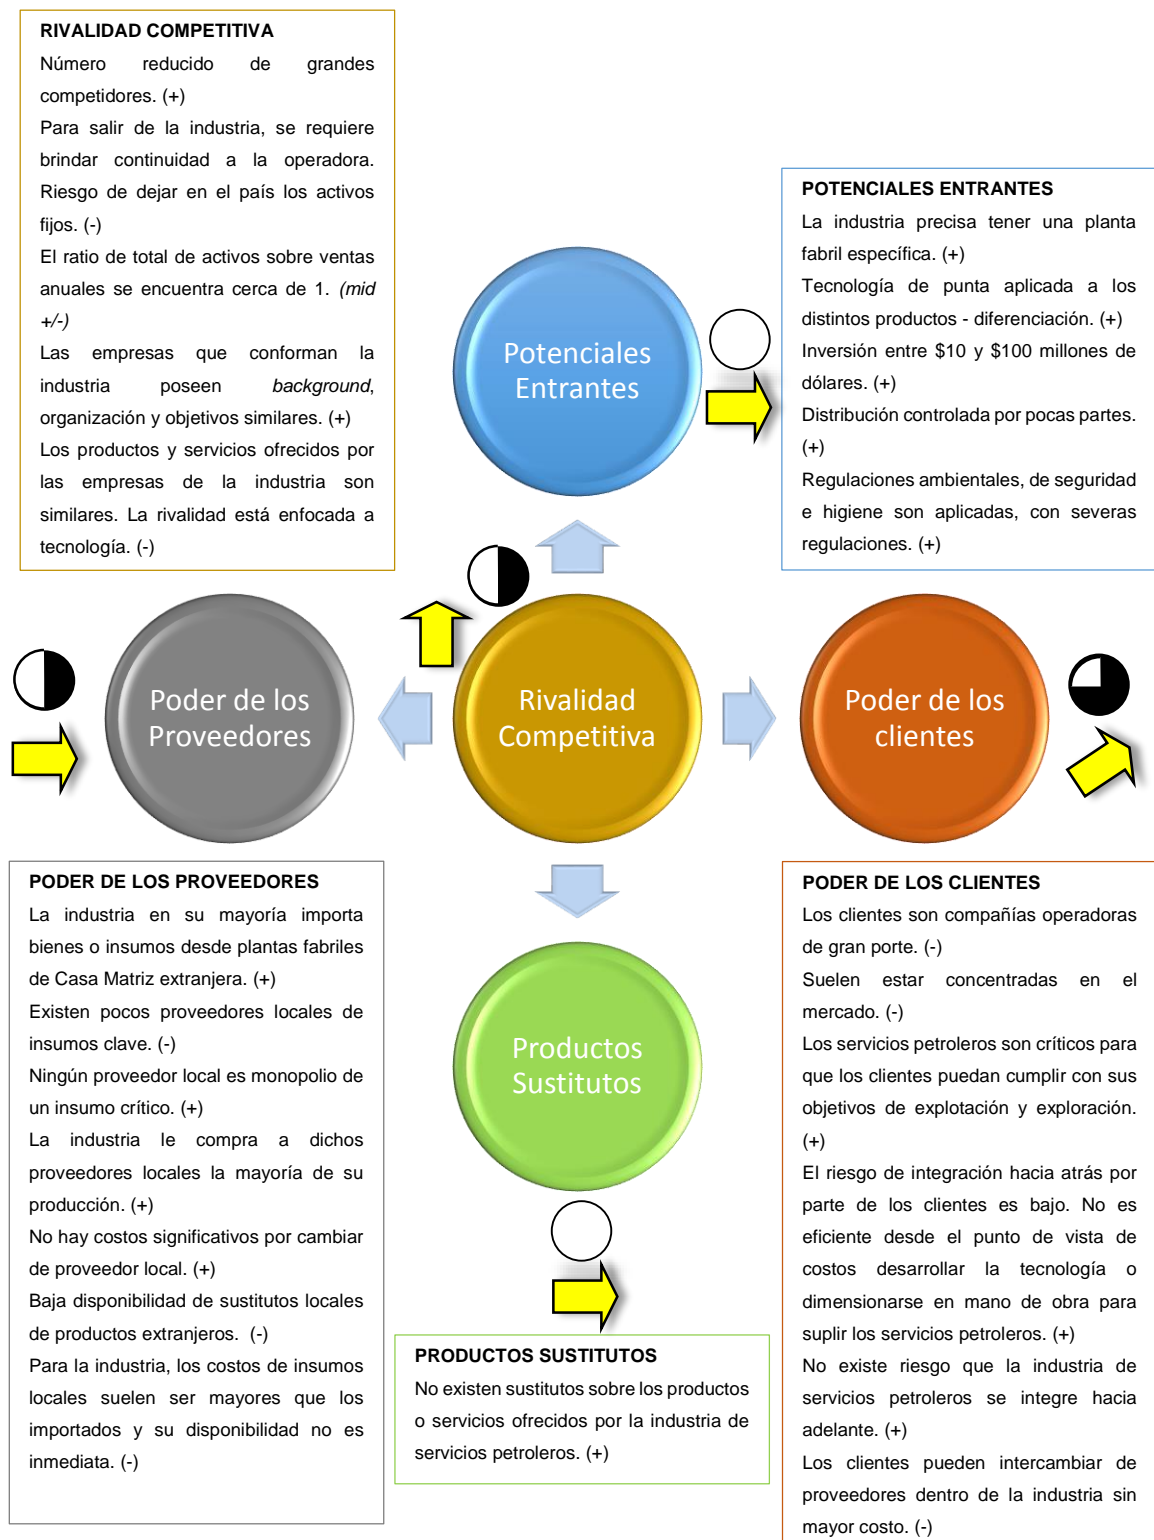 RIVALIDAD COMPETITIVA
Número reducido de grandes
competidores. (+)
Para salir de la industria, se requiere
brindar continuidad a la operadora.
Riesgo de dejar en el país los activos
fijos. (-)
El ratio de total de activos sobre ventas
anuales se encuentra cerca de 1. (mid
+/-)
Las empresas que conforman la
industria poseen background,
organización y objetivos similares. (+)
Los productos y servicios ofrecidos por
las empresas de la industria son
similares. La rivalidad está enfocada a
tecnología. (-)
POTENCIALES ENTRANTES
La industria precisa tener una planta
fabril específica. (+)
Tecnología de punta aplicada a los
distintos productos - diferenciación. (+)
Inversión entre $10 y $100 millones de
dólares. (+)
Distribución controlada por pocas partes.
(+)
Regulaciones ambientales, de seguridad
e higiene son aplicadas, con severas
regulaciones. (+)
Potenciales
Entrantes
Poder de los
Proveedores
Rivalidad
Competitiva
Poder de los
clientes
Productos
Sustitutos
PODER DE LOS PROVEEDORES
La industria en su mayoría importa
bienes o insumos desde plantas fabriles
de Casa Matriz extranjera. (+)
Existen pocos proveedores locales de
insumos clave. (-)
Ningún proveedor local es monopolio de
un insumo crítico. (+)
La industria le compra a dichos
proveedores locales la mayoría de su
producción. (+)
No hay costos significativos por cambiar
de proveedor local. (+)
Baja disponibilidad de sustitutos locales
de productos extranjeros. (-)
Para la industria, los costos de insumos
locales suelen ser mayores que los
importados y su disponibilidad no es
inmediata. (-)
PRODUCTOS SUSTITUTOS
No existen sustitutos sobre los productos
o servicios ofrecidos por la industria de
servicios petroleros. (+)
PODER DE LOS CLIENTES
Los clientes son compañías operadoras
de gran porte. (-)
Suelen estar concentradas en el
mercado. (-)
Los servicios petroleros son críticos para
que los clientes puedan cumplir con sus
objetivos de explotación y exploración.
(+)
El riesgo de integración hacia atrás por
parte de los clientes es bajo. No es
eficiente desde el punto de vista de
costos desarrollar la tecnología o
dimensionarse en mano de obra para
suplir los servicios petroleros. (+)
No existe riesgo que la industria de
servicios petroleros se integre hacia
adelante. (+)
Los clientes pueden intercambiar de
proveedores dentro de la industria sin
mayor costo. (-)